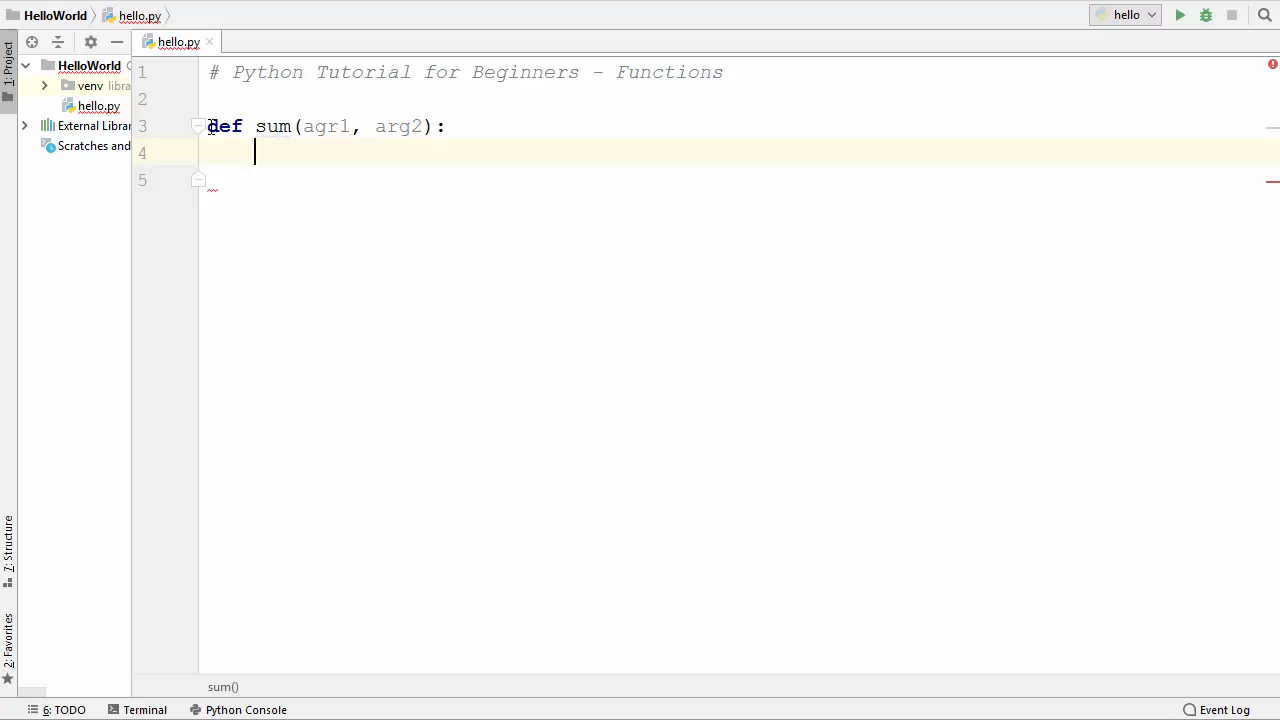 HelloWorld hello.py hello
1: Project
hello.py
HelloWorld
venv libra
hello.py
External Librar
Scratches and
1 # Python Tutorial for Beginners - Functions
2
3 def sum(agr1, arg2):
4
5
7: Structure
2: Favorites
sum()
6: TODO Terminal Python Console Event Log